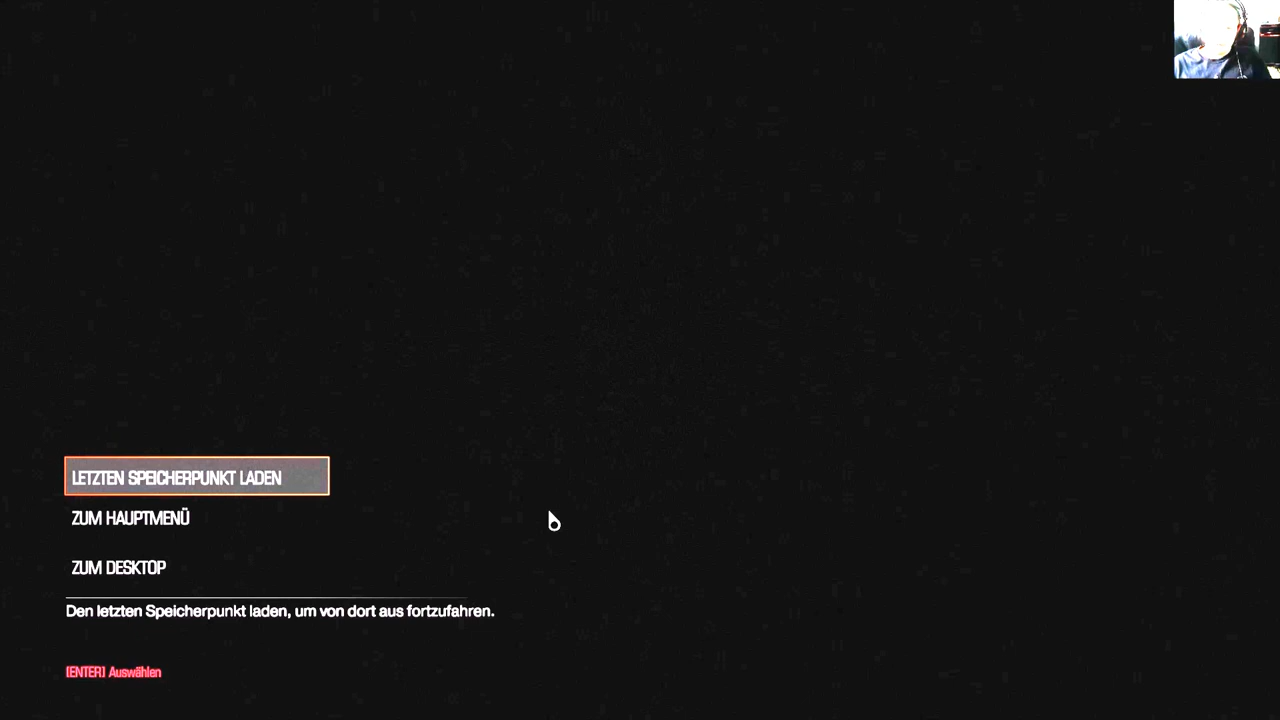 LETZTEN SPEICHERPUNKT LADEN
ZUM HAUPTMENÜ
ZUM DESKTOP
Den letzten Speicherpunkt laden, um von dort aus fortzufahren.
[ENTER] Auswählen